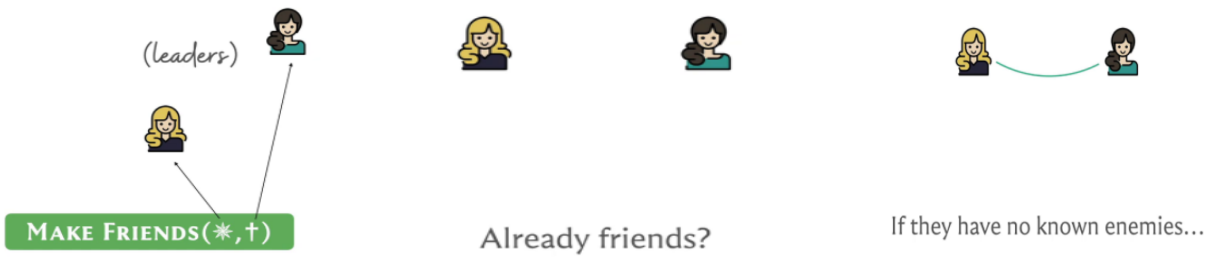 (leaders)
MAKE FRIENDS(✴,†)
Already friends?
If they have no known enemies...